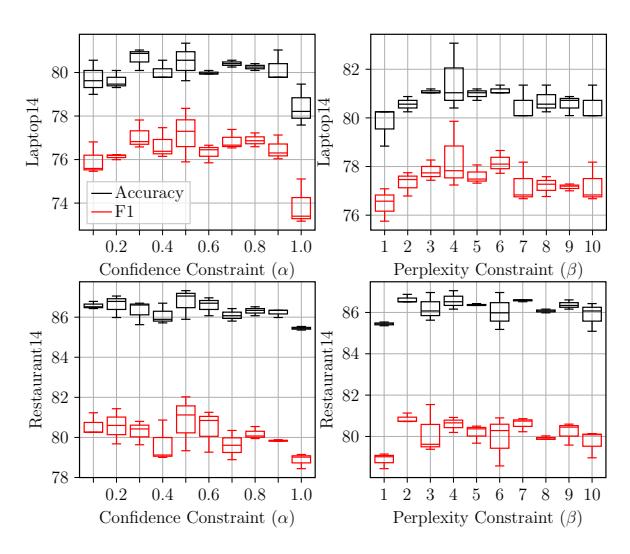 Laptop14
80
78
76
74
Accuracy
F1
0.2 0.4 0.6 0.8 1.0
Confidence Constraint (α)
Laptop14
82
80
78
76
1 2 3 4 5 6 7 8 9 10
Perplexity Constraint (β)
Restaurant14
86
84
82
80
78
0.2 0.4 0.6 0.8 1.0
Confidence Constraint (α)
Restaurant14
86
84
82
80
1 2 3 4 5 6 7 8 9 10
Perplexity Constraint (β)